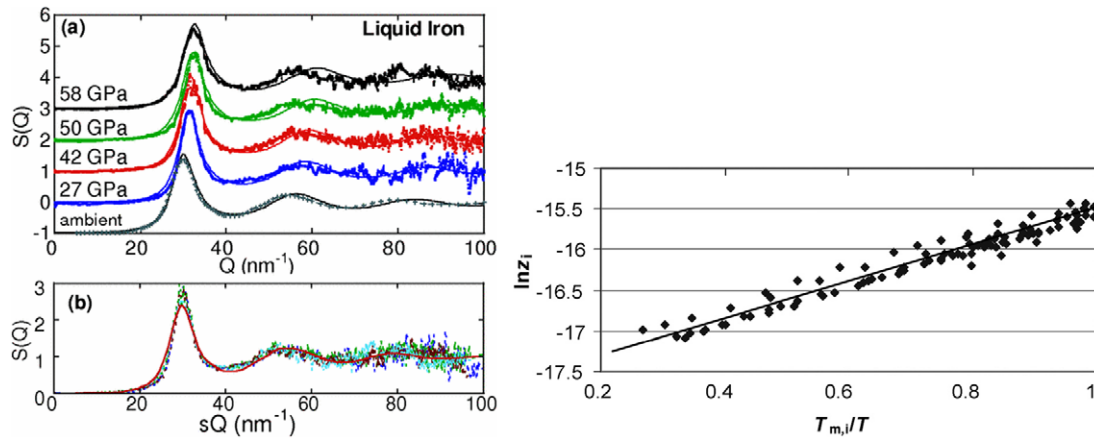 (a) Liquid Iron
6
5
4
3
2
1
0
-1
S(Q)
58 GPa
50 GPa
42 GPa
27 GPa
ambient
0 20 40 60 80 100
Q (nm⁻¹)
(b)
3
2
1
0
S(Q)
0 20 40 60 80 100
sQ (nm⁻¹)
-15
-15.5
-16
-16.5
-17
-17.5
lnzᵢ
0.2 0.4 0.6 0.8 1
Tm,i/T